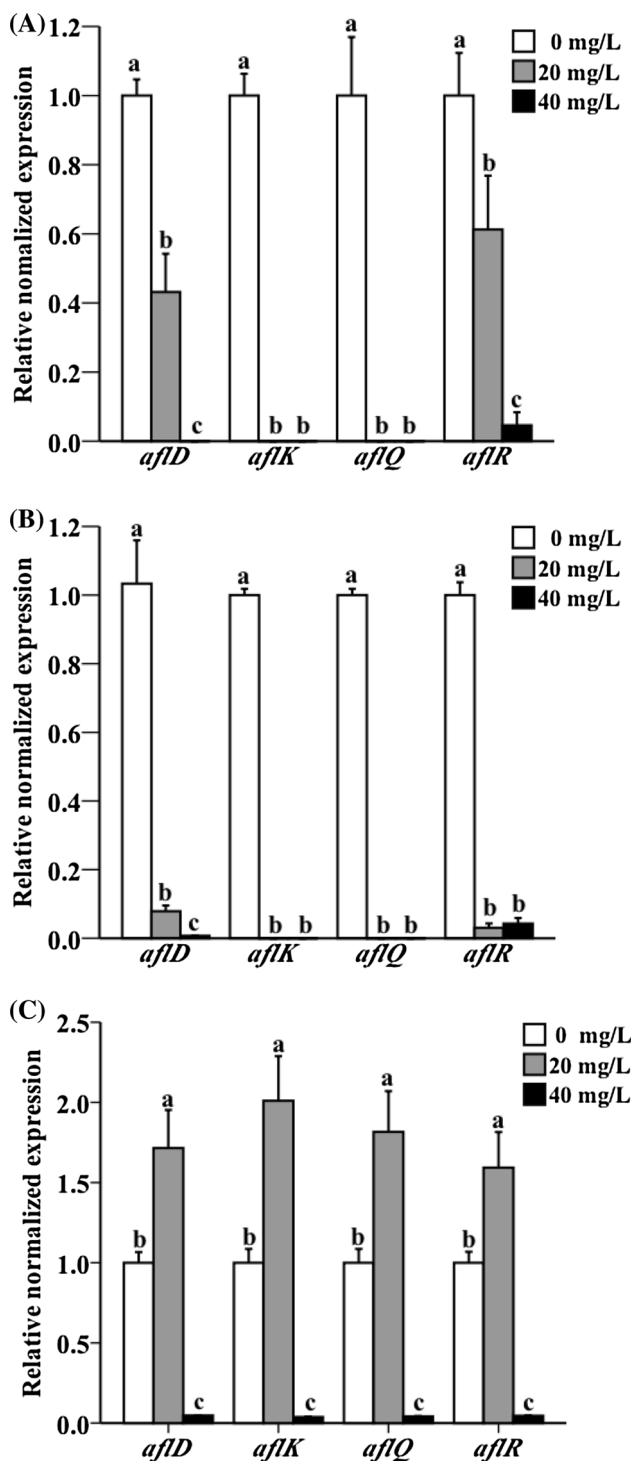 (A)
Relative nomalized expression
1.2
1.0
0.8
0.6
0.4
0.2
0.0
a
b
c
a
b b
a
b b
a
b
c
0 mg/L
20 mg/L
40 mg/L
aflD
aflK
aflQ
aflR
(B)
Relative normalized expression
1.2
1.0
0.8
0.6
0.4
0.2
0.0
a
b
c
a
b b
a
b b
a
b b
0 mg/L
20 mg/L
40 mg/L
aflD
aflK
aflQ
aflR
(C)
Relative normalized expression
2.5
2.0
1.5
1.0
0.5
0.0
b
a
c
b
a
c
b
a
c
b
a
c
0 mg/L
20 mg/L
40 mg/L
aflD
aflK
aflQ
aflR